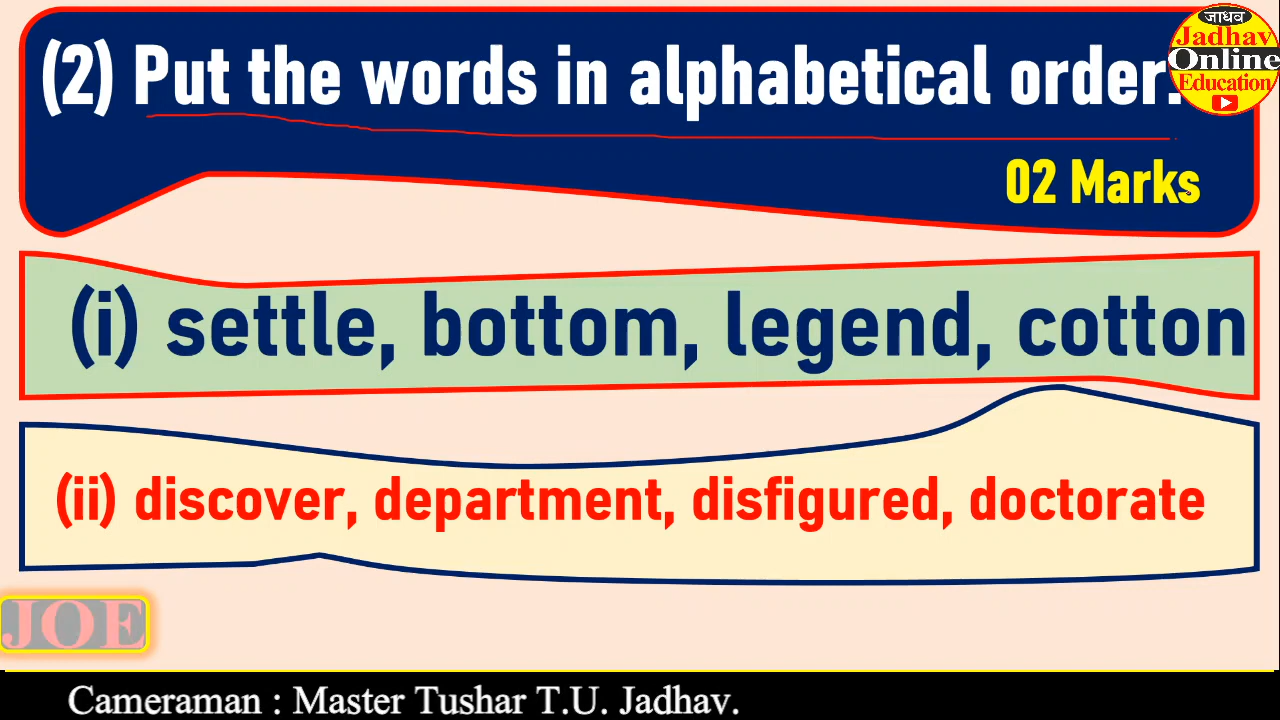 (2) Put the words in alphabetical order.
जाधव
Jadhav
Online
Education
02 Marks
(i) settle, bottom, legend, cotton
(ii) discover, department, disfigured, doctorate
JOE
Cameraman : Master Tushar T.U. Jadhav.